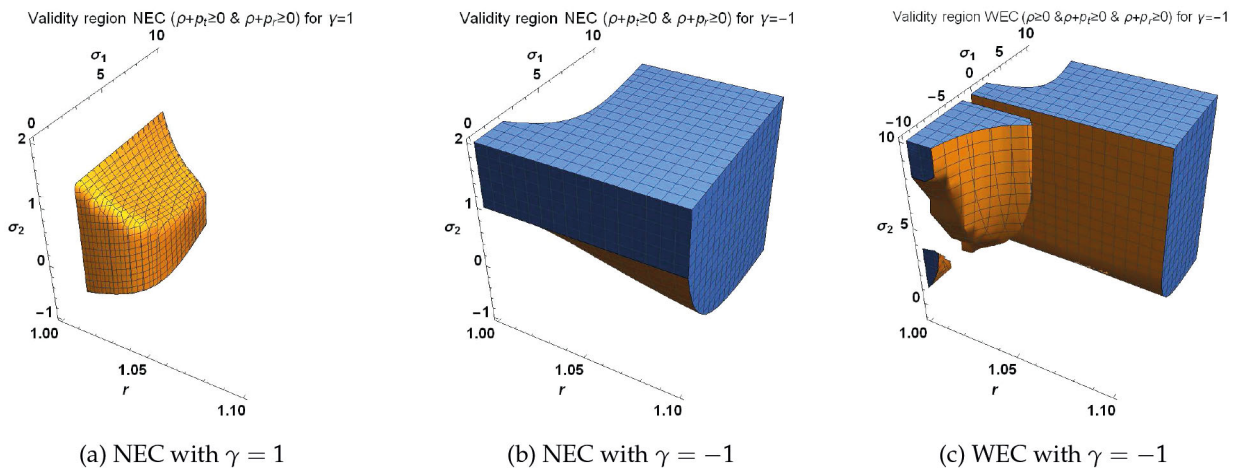 Validity region NEC (ρ+pₜ≥0 & ρ+pᵣ≥0) for γ=1
σ₁
10
5
0
2
1
σ₂
0
-1
1.00
1.05
r
1.10
(a) NEC with γ = 1
Validity region NEC (ρ+pₜ≥0 & ρ+pᵣ≥0) for γ=-1
σ₁
10
5
0
2
1
σ₂
0
-1
1.00
1.05
r
1.10
(b) NEC with γ = −1
Validity region WEC (ρ≥0 &ρ+pₜ≥0 & ρ+pᵣ≥0) for γ=-1
10
σ₁
5
0
-5
-10
10
5
σ₂
0
1.00
1.05
r
1.10
(c) WEC with γ = −1